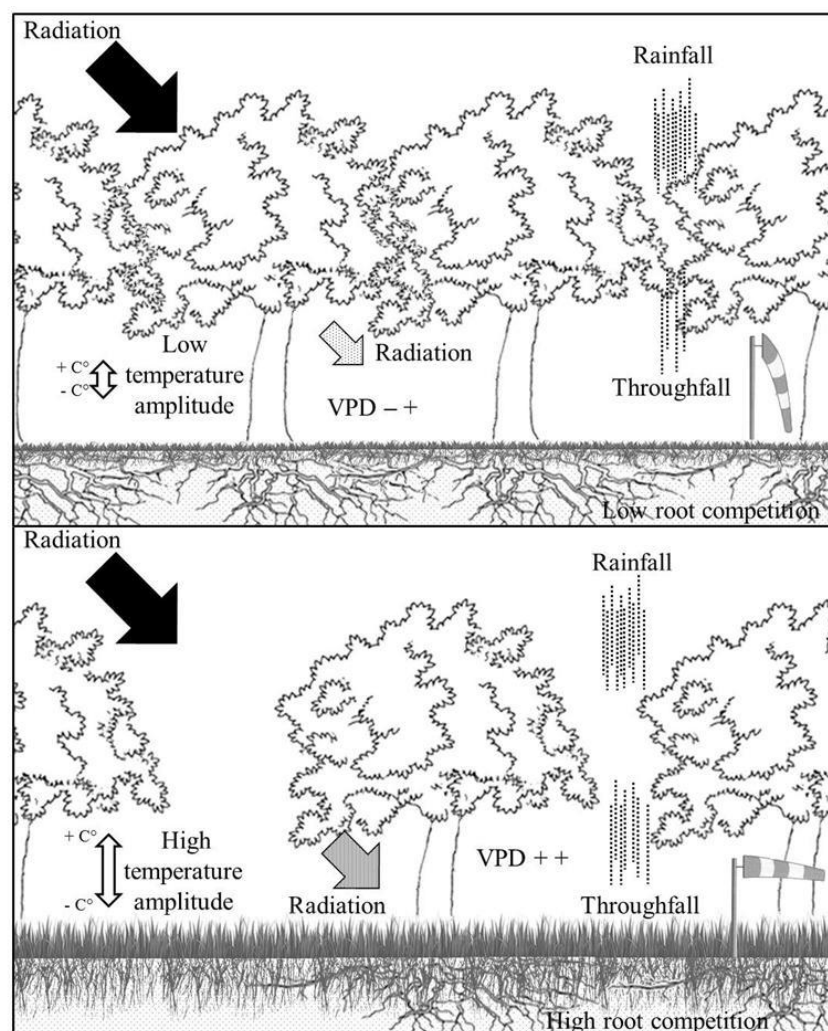 Radiation
Rainfall
Low
temperature
amplitude
+ C°
- C°
Radiation
VPD – +
Throughfall
Low root competition
Radiation
Rainfall
+ C°
- C°
High
temperature
amplitude
Radiation
VPD + +
Throughfall
High root competition